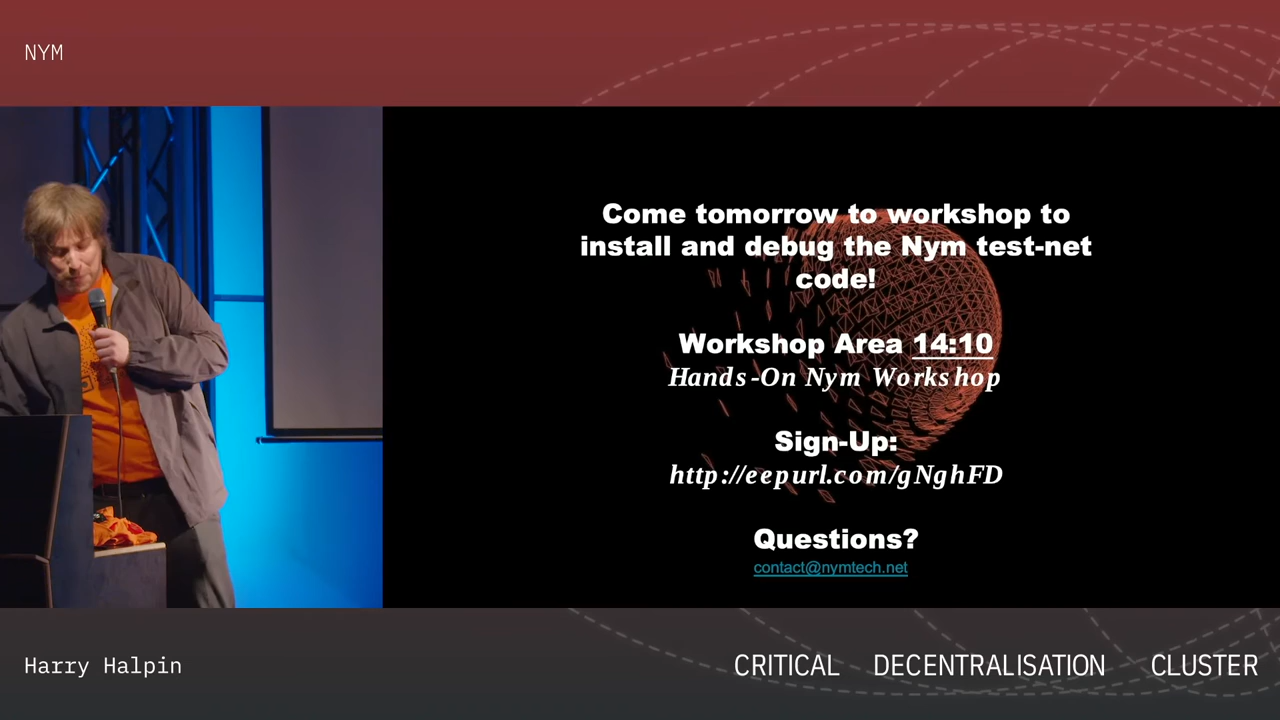 NYM
Come tomorrow to workshop to
install and debug the Nym test-net
code!
Workshop Area 14:10
Hands-On Nym Workshop
Sign-Up:
http://eepurl.com/gNghFD
Questions?
contact@nymtech.net
Harry Halpin
CRITICAL DECENTRALISATION CLUSTER